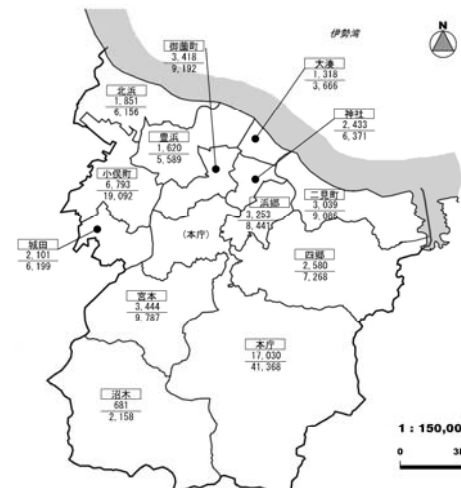 伊勢湾
N
御薗町
3,418
9,192
大湊
1,318
3,666
北浜
1,851
6,156
神社
2,433
6,371
豊浜
1,620
5,589
小俣町
6,793
19,092
二見町
3,039
9,066
浜郷
3,253
8,441
城田
2,101
6,199
(本庁)
四郷
2,580
7,268
宮本
3,444
9,787
本庁
17,030
41,368
沼木
681
2,158
1 : 150,00
0
3